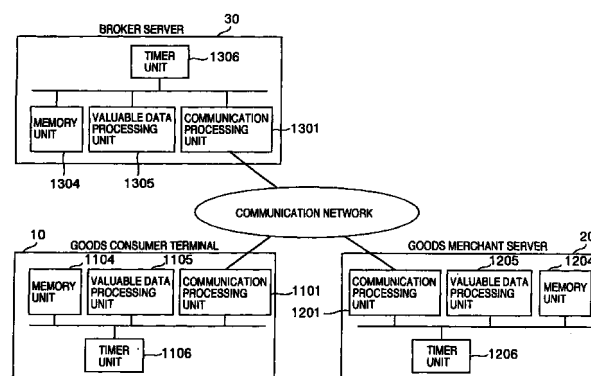 BROKER SERVER
30
TIMER
UNIT
1306
MEMORY
UNIT
VALUABLE DATA
PROCESSING
UNIT
COMMUNICATION
PROCESSING
UNIT
1301
1304
1305
COMMUNICATION NETWORK
10
GOODS CONSUMER TERMINAL
1104
1105
MEMORY
UNIT
VALUABLE DATA
PROCESSING
UNIT
COMMUNICATION
PROCESSING
UNIT
1101
TIMER
UNIT
1106
GOODS MERCHANT SERVER
20
1205
1204
COMMUNICATION
PROCESSING
UNIT
VALUABLE DATA
PROCESSING
UNIT
MEMORY
UNIT
1201
TIMER
UNIT
1206